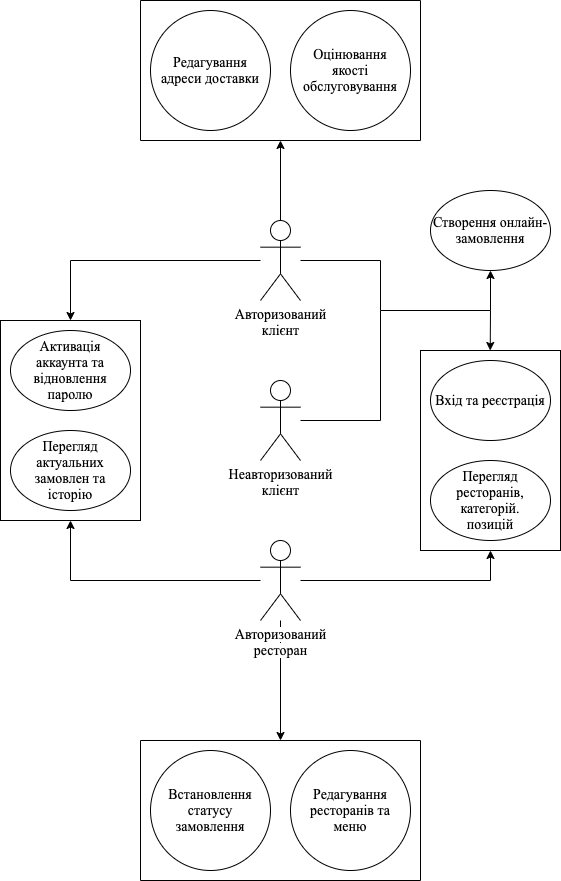 Редагування
адреси доставки
Оцінювання
якості
обслуговування
Створення онлайн-
замовлення
Авторизований
клієнт
Активація
аккаунта та
відновлення
паролю
Вхід та реєстрація
Перегляд
актуальних
замовлен та
історію
Неавторизований
клієнт
Перегляд
ресторанів,
категорій.
позицій
Авторизований
ресторан
Встановлення
статусу
замовлення
Редагування
ресторанів та
меню